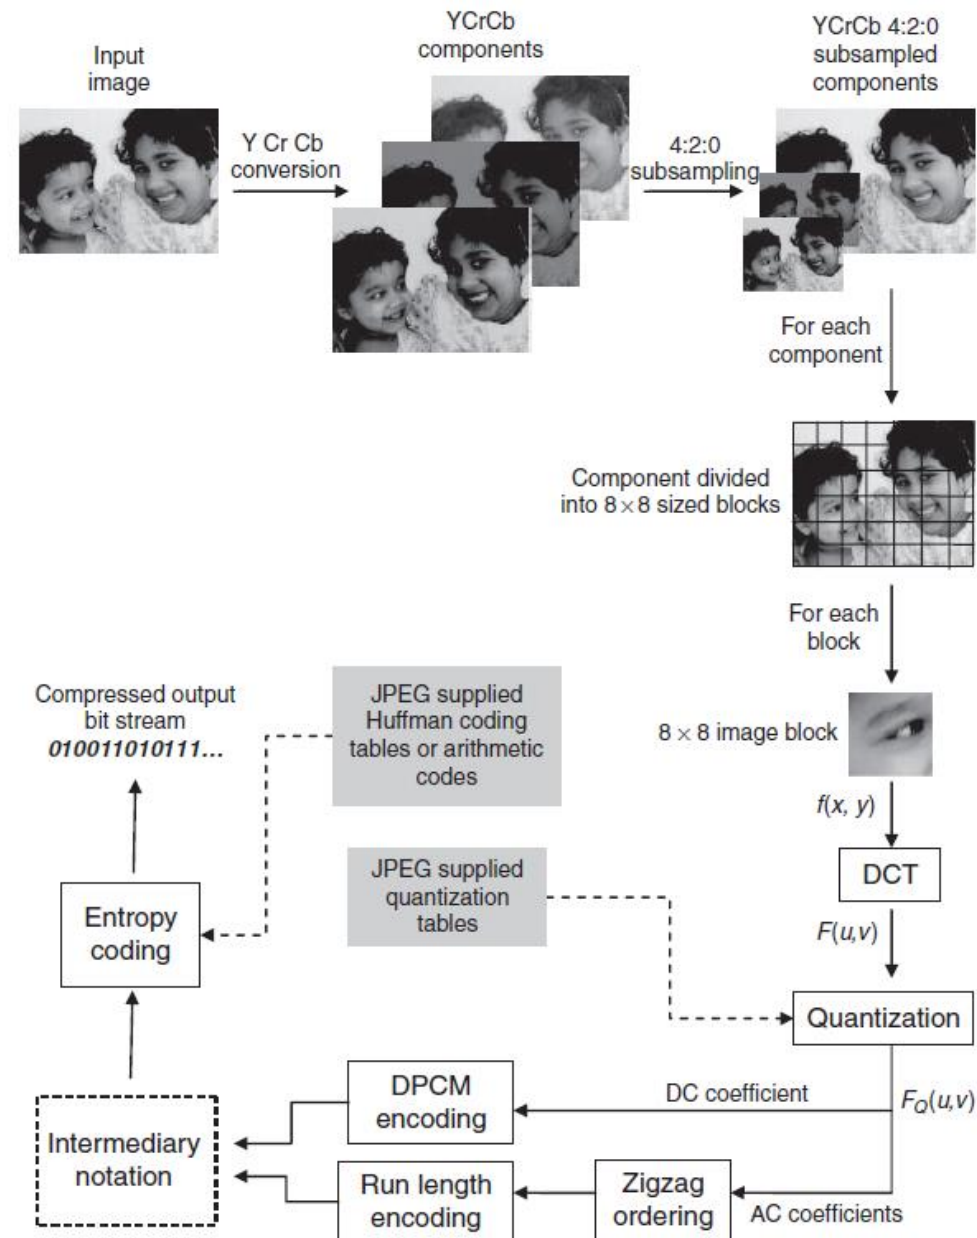 Input
image
Y Cr Cb
conversion
YCrCb
components
4:2:0
subsampling
YCrCb 4:2:0
subsampled
components
For each
component
Component divided
into 8×8 sized blocks
For each
block
8 × 8 image block
f(x, y)
DCT
F(u,v)
JPEG supplied
quantization
tables
Quantization
F_Q(u,v)
DC coefficient
DPCM
encoding
AC coefficients
Zigzag
ordering
Run length
encoding
Intermediary
notation
JPEG supplied
Huffman coding
tables or arithmetic
codes
Entropy
coding
Compressed output
bit stream
010011010111...